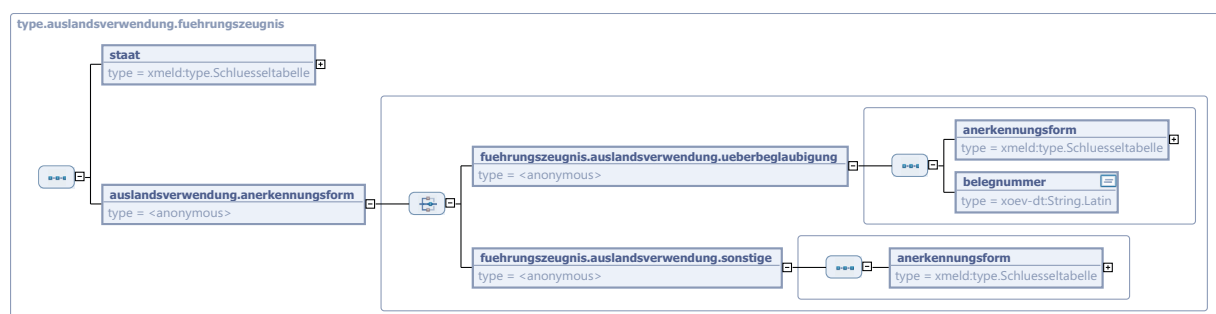 type.auslandsverwendung.fuehrungszeugnis
staat
type = xmeld:type.Schluesseltabelle
auslandsverwendung.anerkennungsform
type = <anonymous>
fuehrungszeugnis.auslandsverwendung.ueberbeglaubigung
type = <anonymous>
anerkennungsform
type = xmeld:type.Schluesseltabelle
belegnummer
type = xoev-dt:String.Latin
fuehrungszeugnis.auslandsverwendung.sonstige
type = <anonymous>
anerkennungsform
type = xmeld:type.Schluesseltabelle